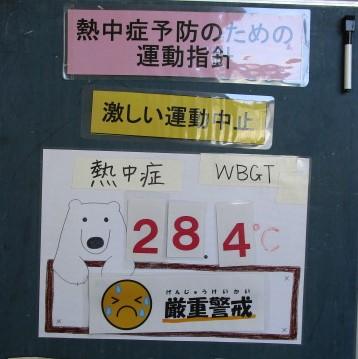 熱中症予防のための
運動指針
激しい運動中止
熱中症 WBGT
28.4℃
げんじゅうけいかい
厳重警戒